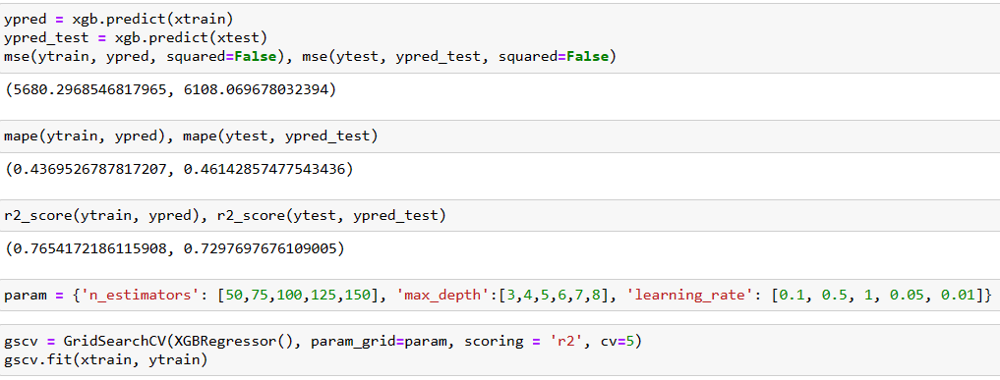 ypred = xgb.predict(xtrain)
ypred_test = xgb.predict(xtest)
mse(ytrain, ypred, squared=False), mse(ytest, ypred_test, squared=False)
(5680.2968546817965, 6108.069678032394)
mape(ytrain, ypred), mape(ytest, ypred_test)
(0.4369526787817207, 0.46142857477543436)
r2_score(ytrain, ypred), r2_score(ytest, ypred_test)
(0.7654172186115908, 0.7297697676109005)
param = {'n_estimators': [50,75,100,125,150], 'max_depth':[3,4,5,6,7,8], 'learning_rate': [0.1, 0.5, 1, 0.05, 0.01]}
gscv = GridSearchCV(XGBRegressor(), param_grid=param, scoring = 'r2', cv=5)
gscv.fit(xtrain, ytrain)